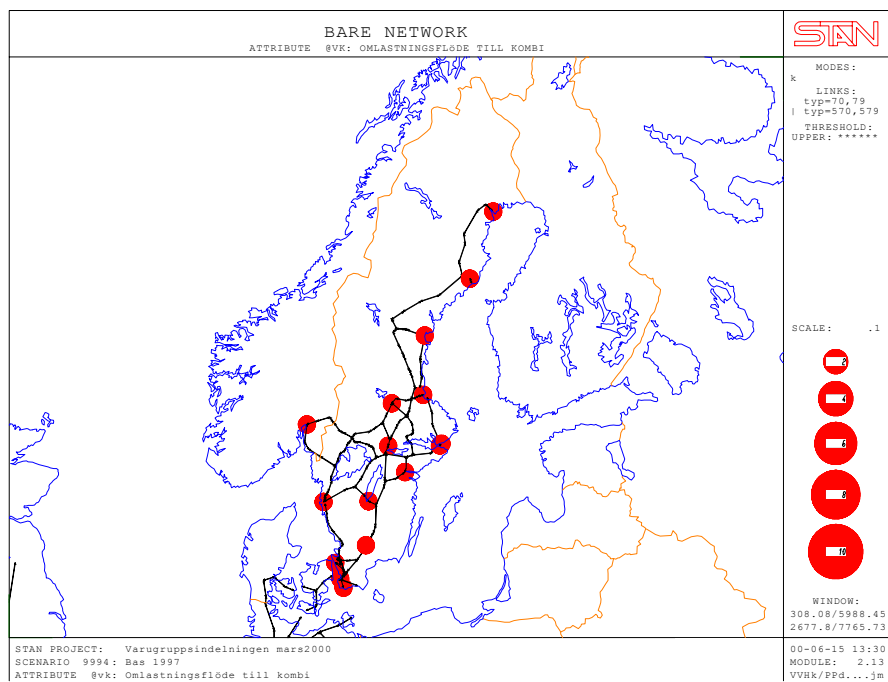 BARE NETWORK
ATTRIBUTE @VK: OMLASTNINGSFLöDE TILL KOMBI
STAN
MODES:
k
LINKS:
typ=70,79
| typ=570,579
THRESHOLD:
UPPER: ******
SCALE: .1
2
4
6
8
10
WINDOW:
308.08/5988.45
2677.8/7765.73
STAN PROJECT: Varugruppsindelningen mars2000
SCENARIO 9994: Bas 1997
ATTRIBUTE @vk: Omlastningsflöde till kombi
00-06-15 13:30
MODULE: 2.13
VVHk/PPd....jm